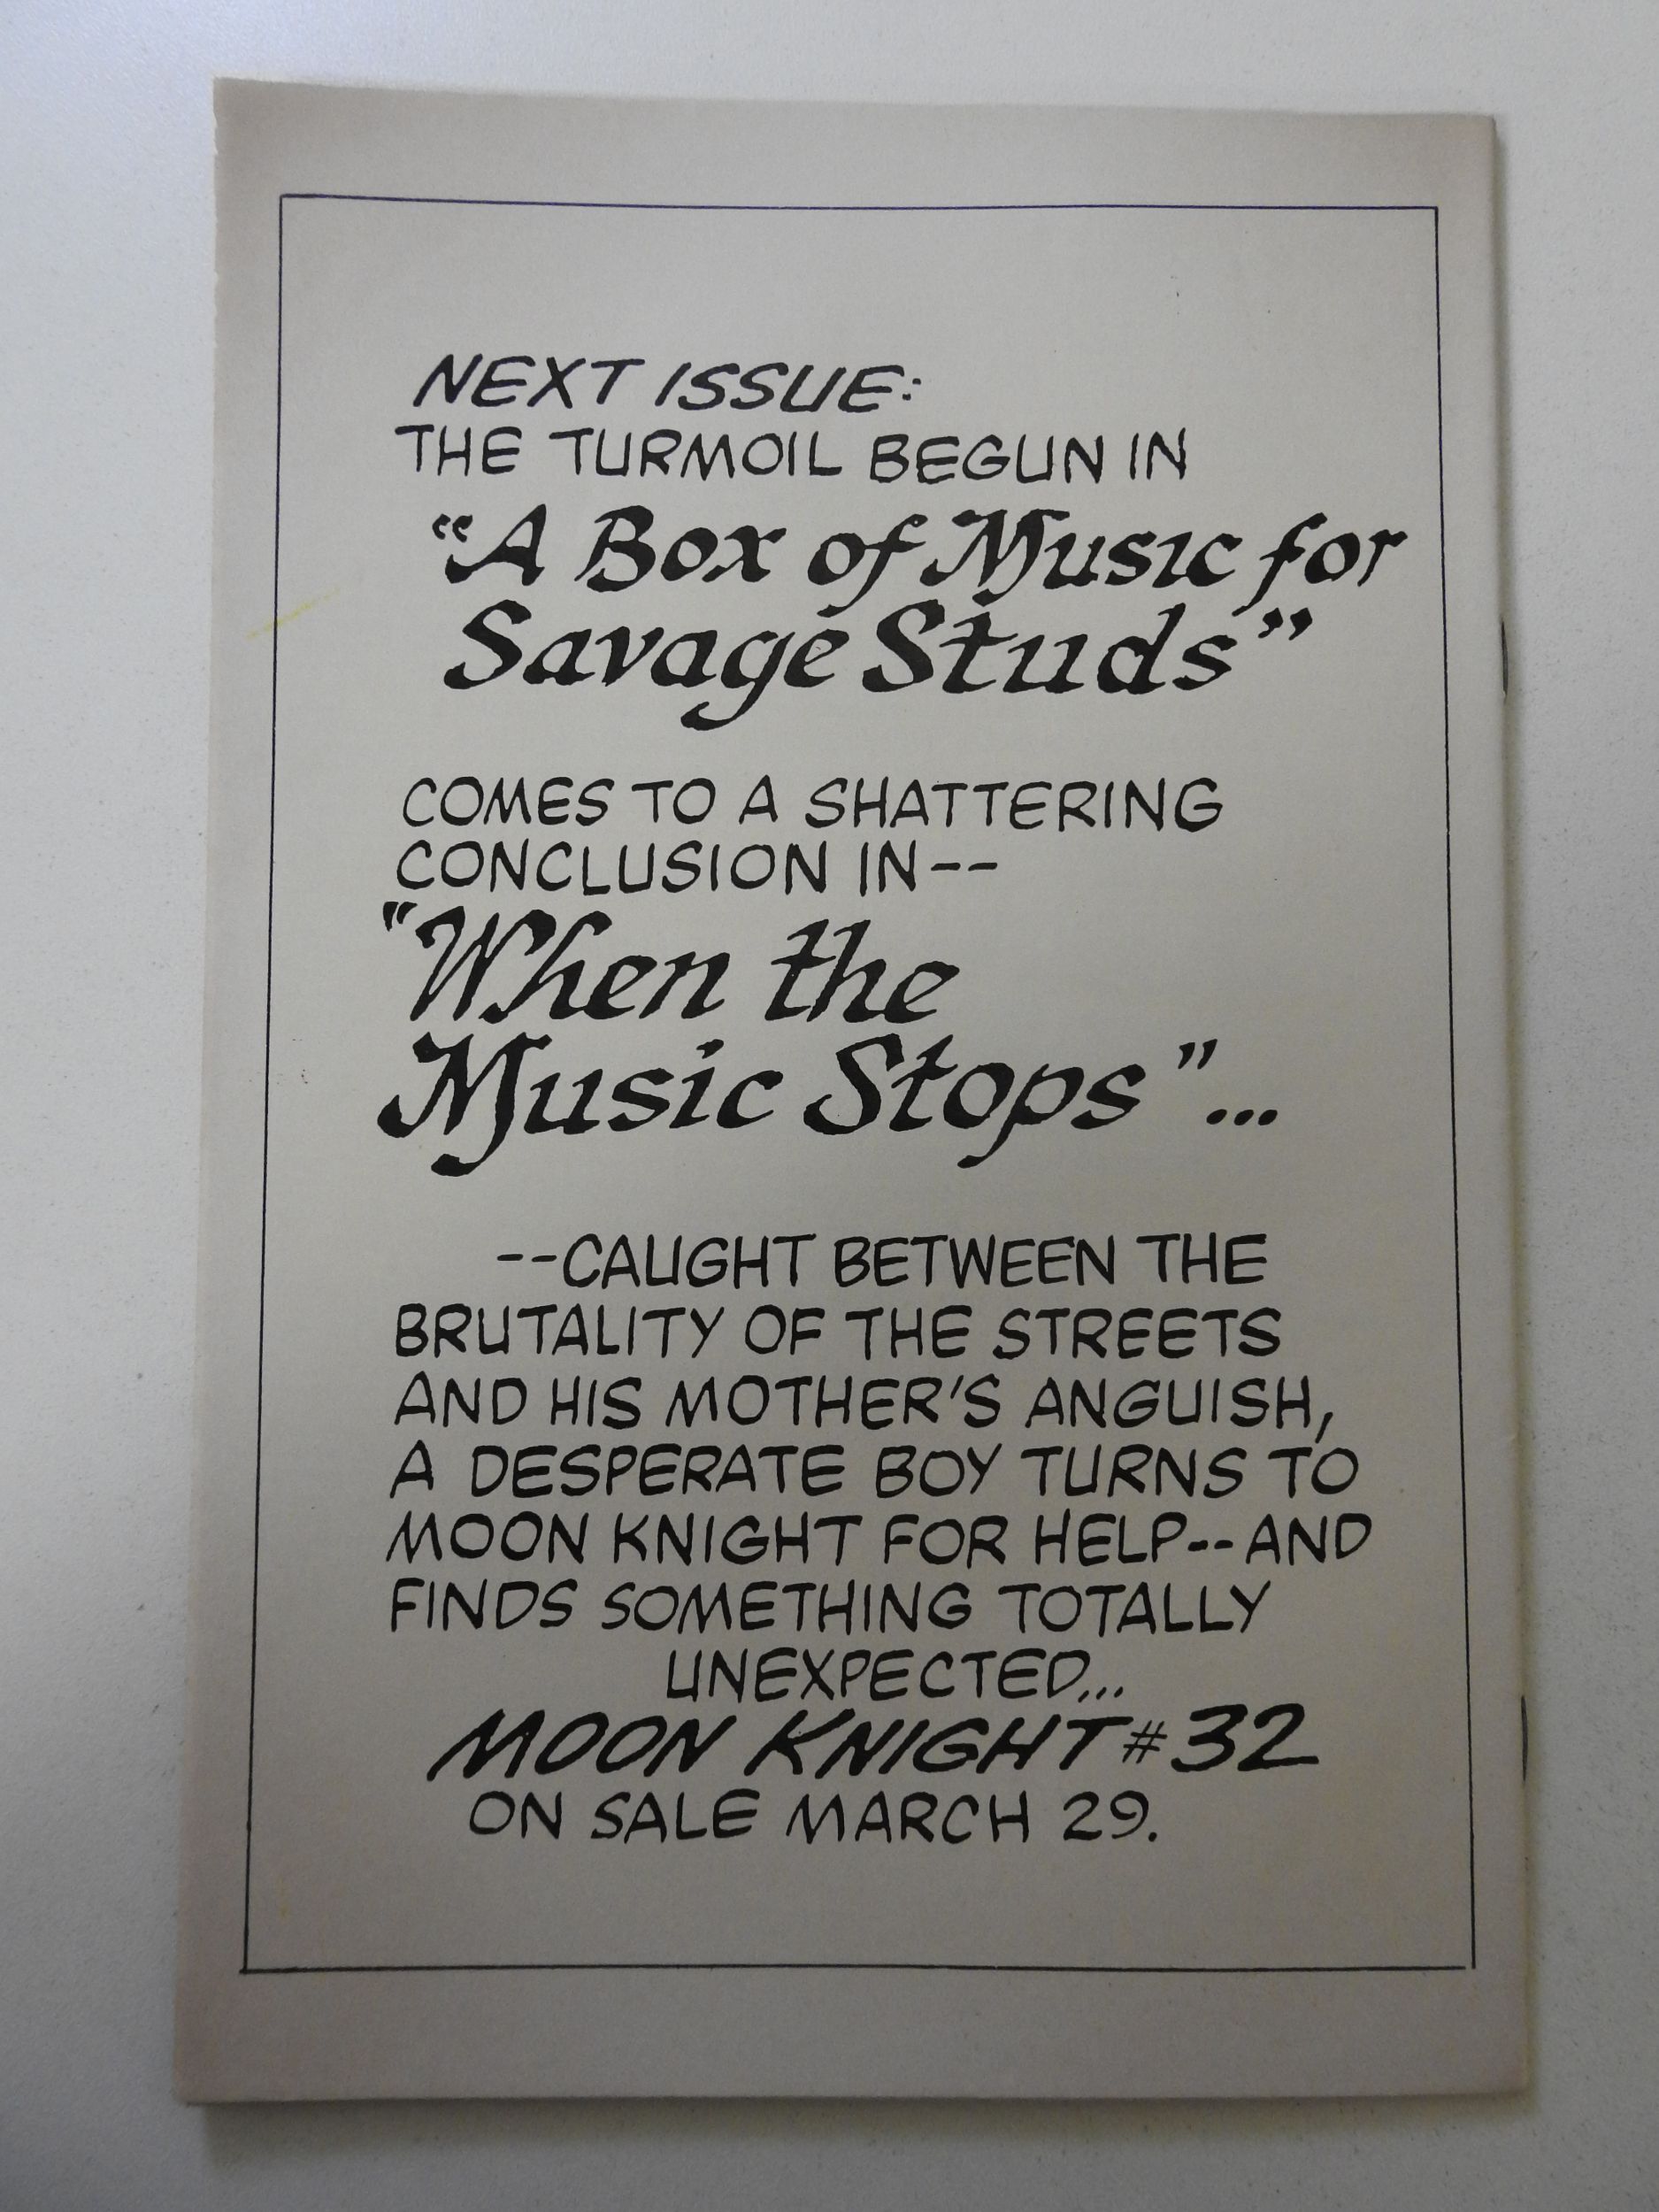 NEXT ISSUE:
THE TURMOIL BEGUN IN
“A Box of Music for
Savage Studs”
COMES TO A SHATTERING
CONCLUSION IN--
"When the
Music Stops"...
--CAUGHT BETWEEN THE
BRUTALITY OF THE STREETS
AND HIS MOTHER'S ANGUISH,
A DESPERATE BOY TURNS TO
MOON KNIGHT FOR HELP--AND
FINDS SOMETHING TOTALLY
UNEXPECTED...
MOON KNIGHT #32
ON SALE MARCH 29.